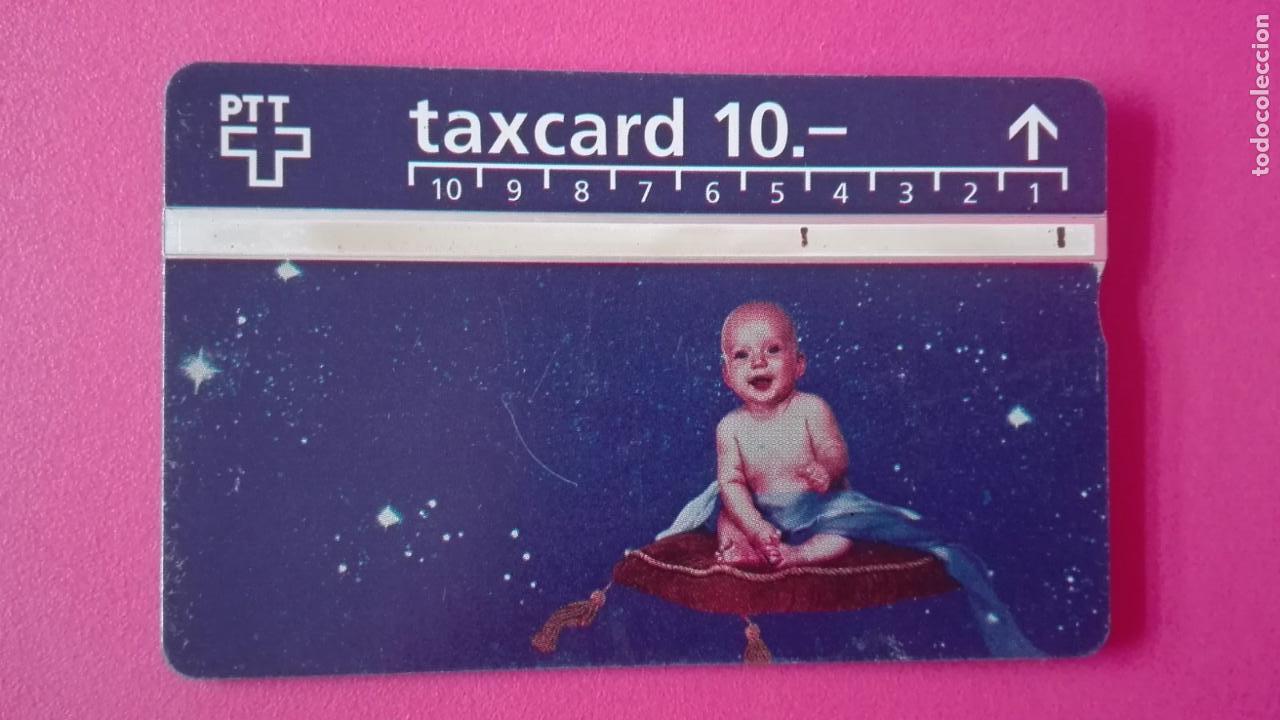 PTT
taxcard 10.–
10 9 8 7 6 5 4 3 2 1
todocoleccion